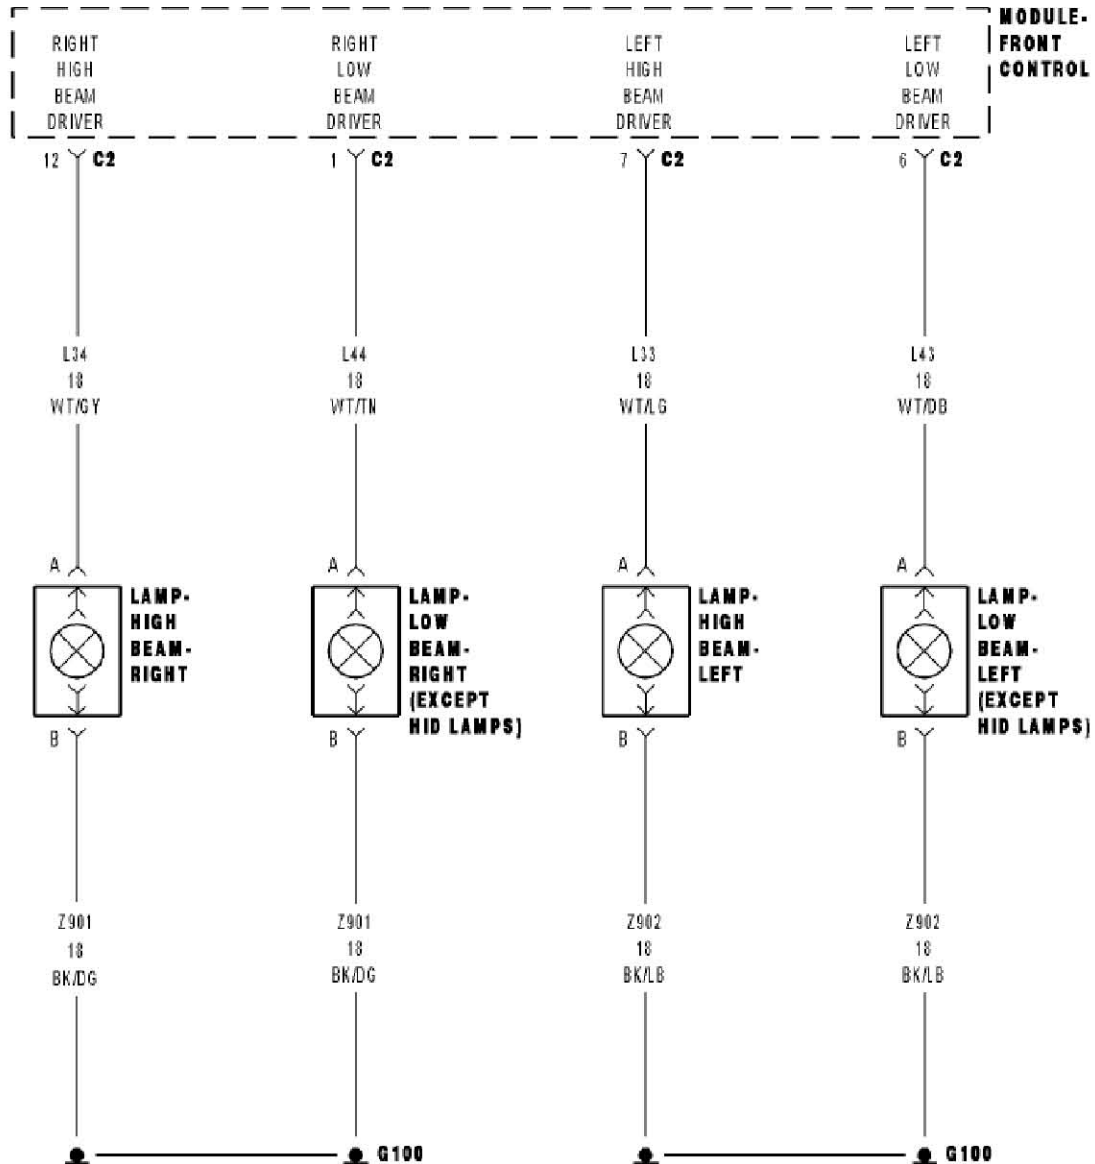 MODULE-
FRONT
CONTROL
RIGHT
HIGH
BEAM
DRIVER
RIGHT
LOW
BEAM
DRIVER
LEFT
HIGH
BEAM
DRIVER
LEFT
LOW
BEAM
DRIVER
12 C2
1 C2
7 C2
6 C2
L34
18
WT/GY
L44
18
WT/TN
L33
18
WT/LG
L43
18
WT/DB
A
LAMP-
HIGH
BEAM-
RIGHT
B
A
LAMP-
LOW
BEAM-
RIGHT
(EXCEPT
HID LAMPS)
B
A
LAMP-
HIGH
BEAM-
LEFT
B
A
LAMP-
LOW
BEAM-
LEFT
(EXCEPT
HID LAMPS)
B
Z901
18
BK/DG
Z901
18
BK/DG
Z902
18
BK/LB
Z902
18
BK/LB
G100
G100